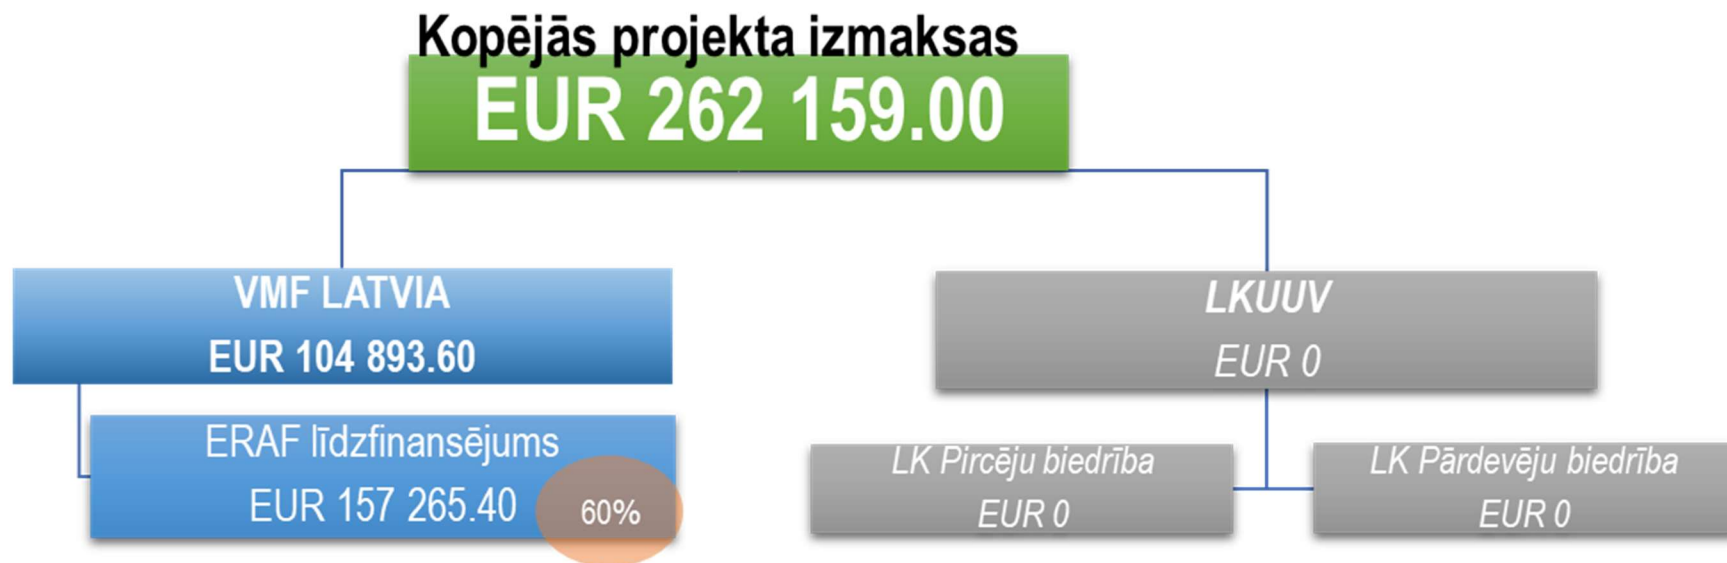 Kopējās projekta izmaksas
EUR 262 159.00
VMF LATVIA
EUR 104 893.60
ERAF līdzfinansējums
EUR 157 265.40
60%
LKUUV
EUR 0
LK Pircēju biedrība
EUR 0
LK Pārdevēju biedrība
EUR 0